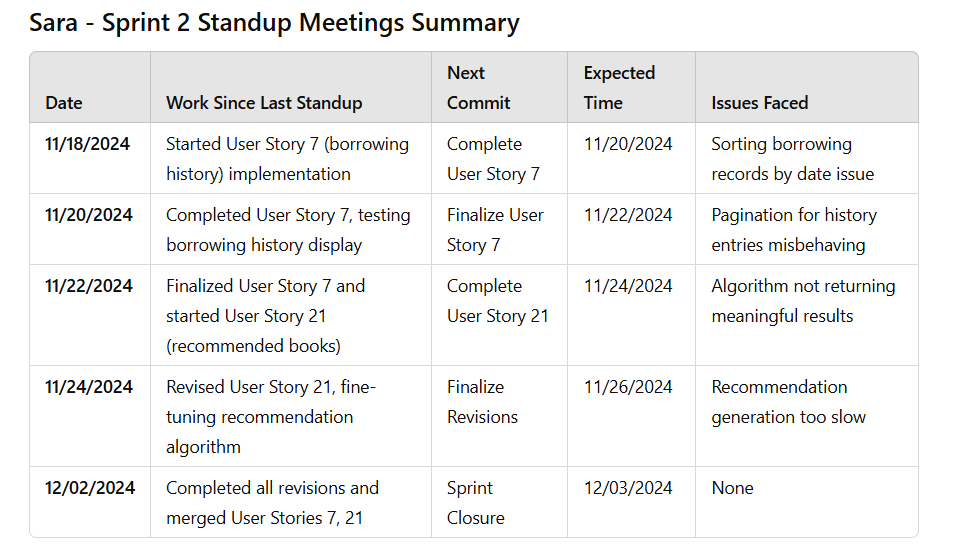 Sara - Sprint 2 Standup Meetings Summary
Date
Work Since Last Standup
Next
Commit
Expected
Time
Issues Faced
11/18/2024
Started User Story 7 (borrowing
history) implementation
Complete
User Story 7
11/20/2024
Sorting borrowing
records by date issue
11/20/2024
Completed User Story 7, testing
borrowing history display
Finalize User
Story 7
11/22/2024
Pagination for history
entries misbehaving
11/22/2024
Finalized User Story 7 and
started User Story 21
(recommended books)
Complete
User Story 21
11/24/2024
Algorithm not returning
meaningful results
11/24/2024
Revised User Story 21, fine-
tuning recommendation
algorithm
Finalize
Revisions
11/26/2024
Recommendation
generation too slow
12/02/2024
Completed all revisions and
merged User Stories 7, 21
Sprint
Closure
12/03/2024
None